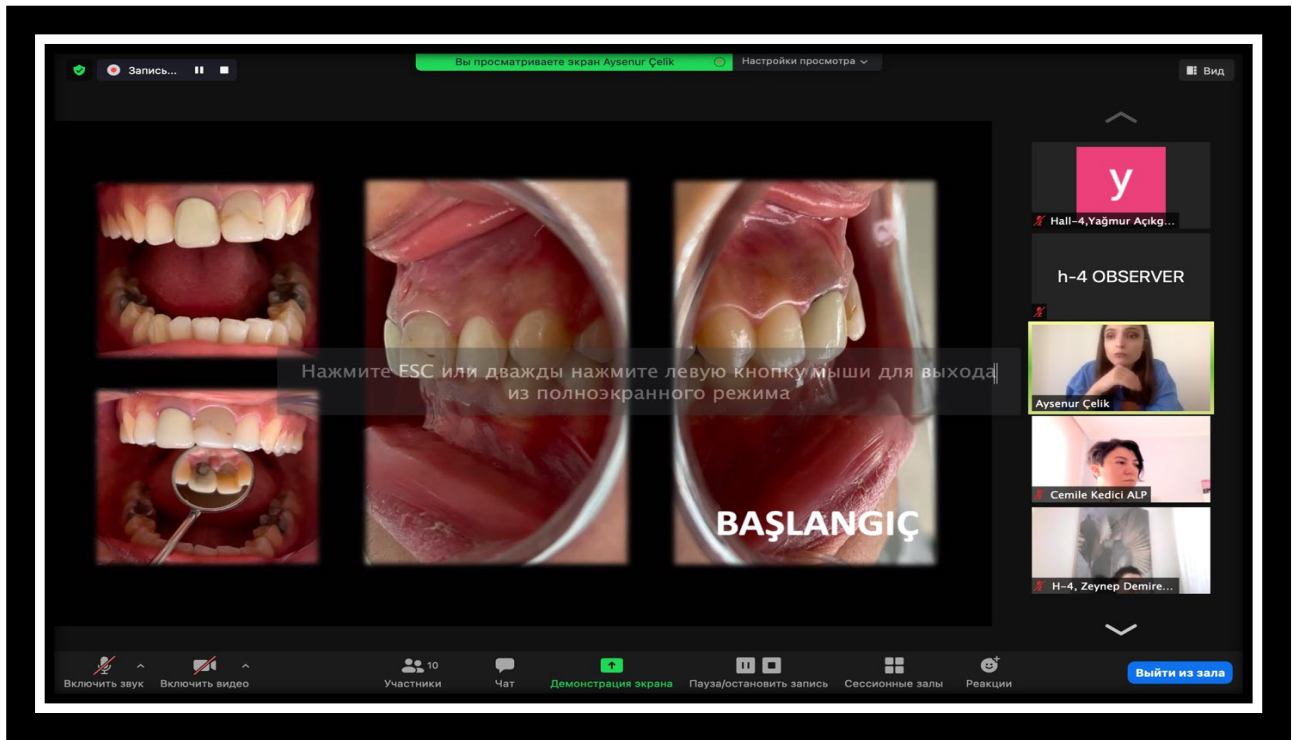 Запись...
Вы просматриваете экран Aysenur Çelik
Настройки просмотра
Вид
y
Hall-4,Yağmur Açıkg...
h-4 OBSERVER
Aysenur Çelik
Cemile Kedici ALP
H-4, Zeynep Demire...
Нажмите ESC или дважды нажмите левую кнопку мыши для выхода
из полноэкранного режима
BAŞLANGIÇ
Включить звук
Включить видео
10
Участники
Чат
Демонстрация экрана
Пауза/остановить запись
Сессионные залы
Реакции
Выйти из зала